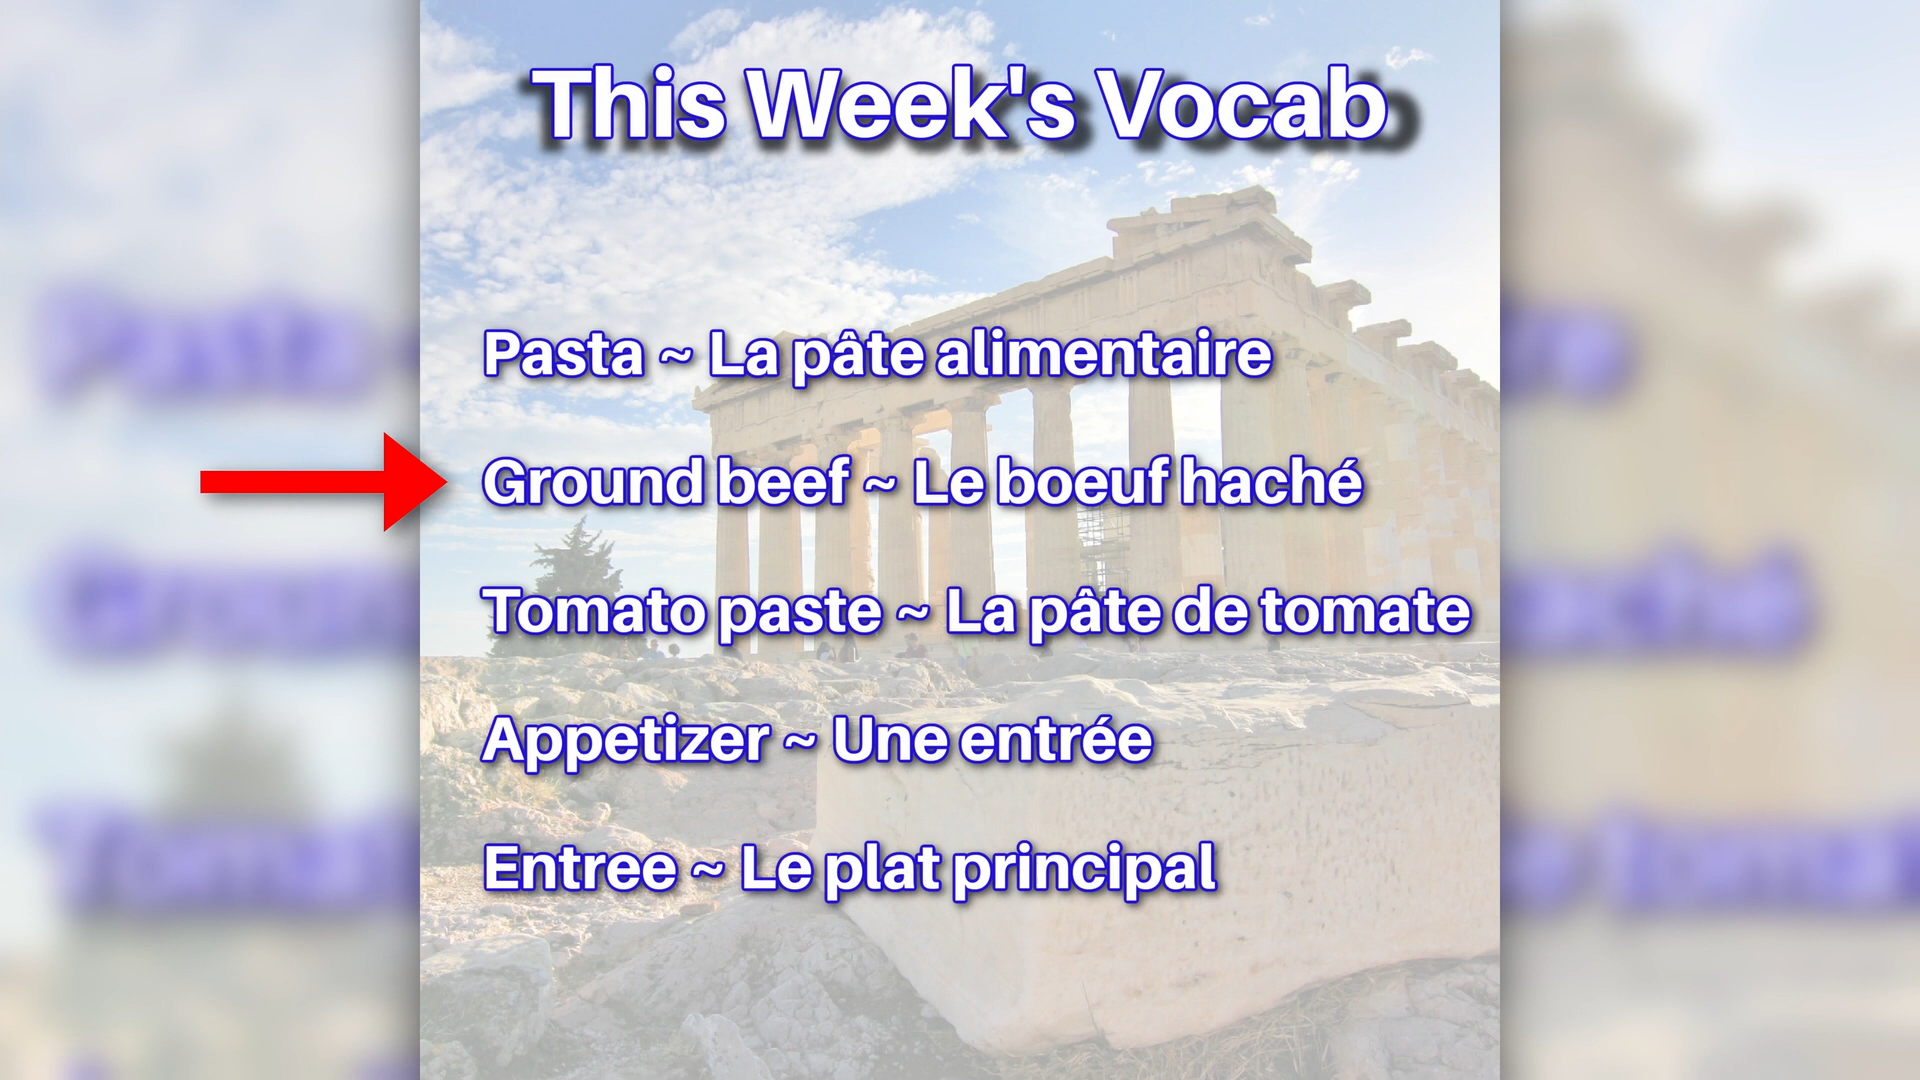 This Week's Vocab
Pasta ~ La pâte alimentaire
Ground beef ~ Le boeuf haché
Tomato paste ~ La pâte de tomate
Appetizer ~ Une entrée
Entree ~ Le plat principal